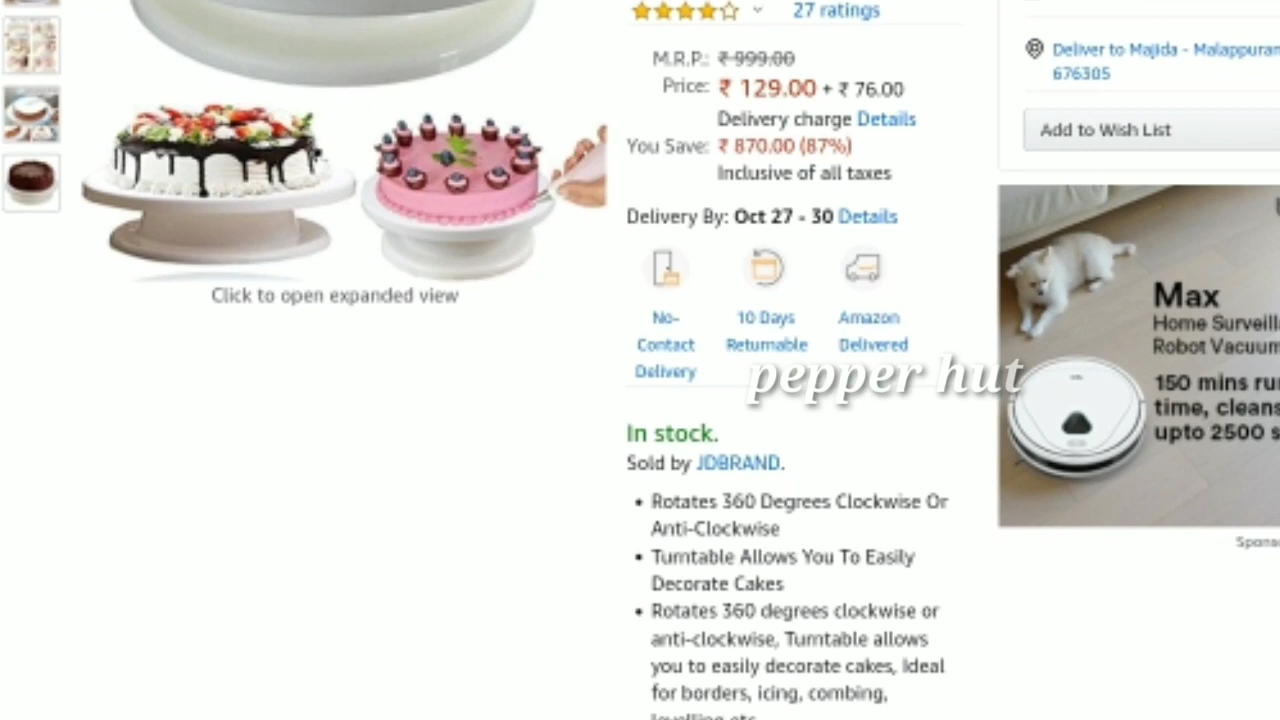 27 ratings
M.R.P.: ₹ 999.00
Price: ₹ 129.00 + ₹ 76.00
Delivery charge Details
You Save: ₹ 870.00 (87%)
Inclusive of all taxes
Delivery By: Oct 27 - 30 Details
No-
Contact
Delivery
10 Days
Returnable
Amazon
Delivered
pepper hut
In stock.
Sold by JDBRAND.
• Rotates 360 Degrees Clockwise Or
Anti-Clockwise
• Turntable Allows You To Easily
Decorate Cakes
• Rotates 360 degrees clockwise or
anti-clockwise, Turntable allows
you to easily decorate cakes, Ideal
for borders, icing, combing,
levelling etc
Click to open expanded view
Deliver to Majida - Malappuram
676305
Add to Wish List
Max
Home Surveill
Robot Vacuum
150 mins run
time, cleans
upto 2500 s
Spons